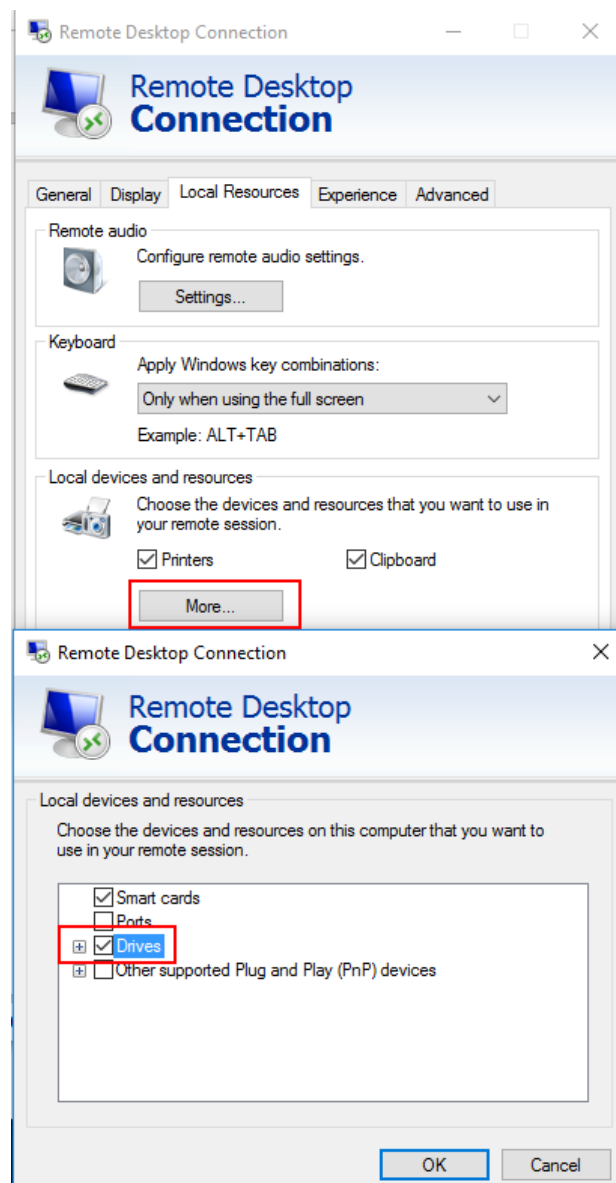 Remote Desktop Connection
Remote Desktop
Connection
General Display Local Resources Experience Advanced
Remote audio
Configure remote audio settings.
Settings...
Keyboard
Apply Windows key combinations:
Only when using the full screen
Example: ALT+TAB
Local devices and resources
Choose the devices and resources that you want to use in
your remote session.
Printers Clipboard
More...
Remote Desktop Connection
Remote Desktop
Connection
Local devices and resources
Choose the devices and resources on this computer that you want to
use in your remote session.
Smart cards
Ports
Drives
Other supported Plug and Play (PnP) devices
OK Cancel